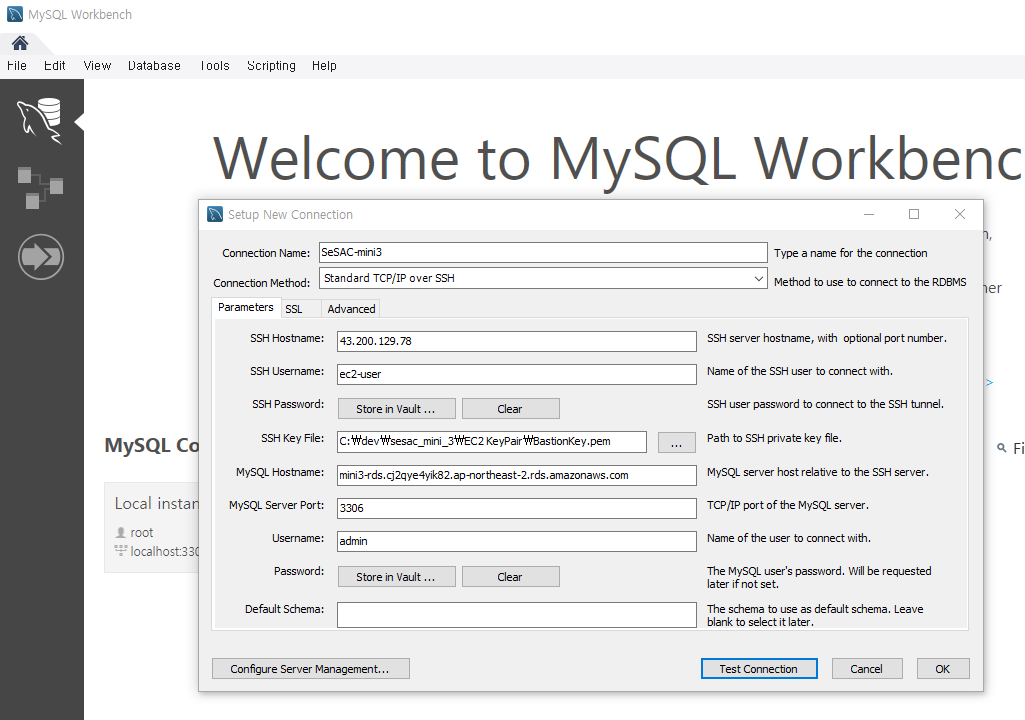 MySQL Workbench
File Edit View Database Tools Scripting Help
Welcome to MySQL Workbenc
Setup New Connection
Connection Name: SeSAC-mini3 Type a name for the connection
Connection Method: Standard TCP/IP over SSH Method to use to connect to the RDBMS
Parameters SSL Advanced
SSH Hostname: 43.200.129.78 SSH server hostname, with optional port number.
SSH Username: ec2-user Name of the SSH user to connect with.
SSH Password: Store in Vault ... Clear SSH user password to connect to the SSH tunnel.
SSH Key File: C:₩dev₩sesac_mini_3₩EC2 KeyPair₩BastionKey.pem ... Path to SSH private key file.
MySQL Hostname: mini3-rds.cj2qye4yik82.ap-northeast-2.rds.amazonaws.com MySQL server host relative to the SSH server.
MySQL Server Port: 3306 TCP/IP port of the MySQL server.
Username: admin Name of the user to connect with.
Password: Store in Vault ... Clear The MySQL user's password. Will be requested
later if not set.
Default Schema: The schema to use as default schema. Leave
blank to select it later.
Configure Server Management... Test Connection Cancel OK
n,
ner
>
MySQL Co
Fi
Local instan
root
localhost:330